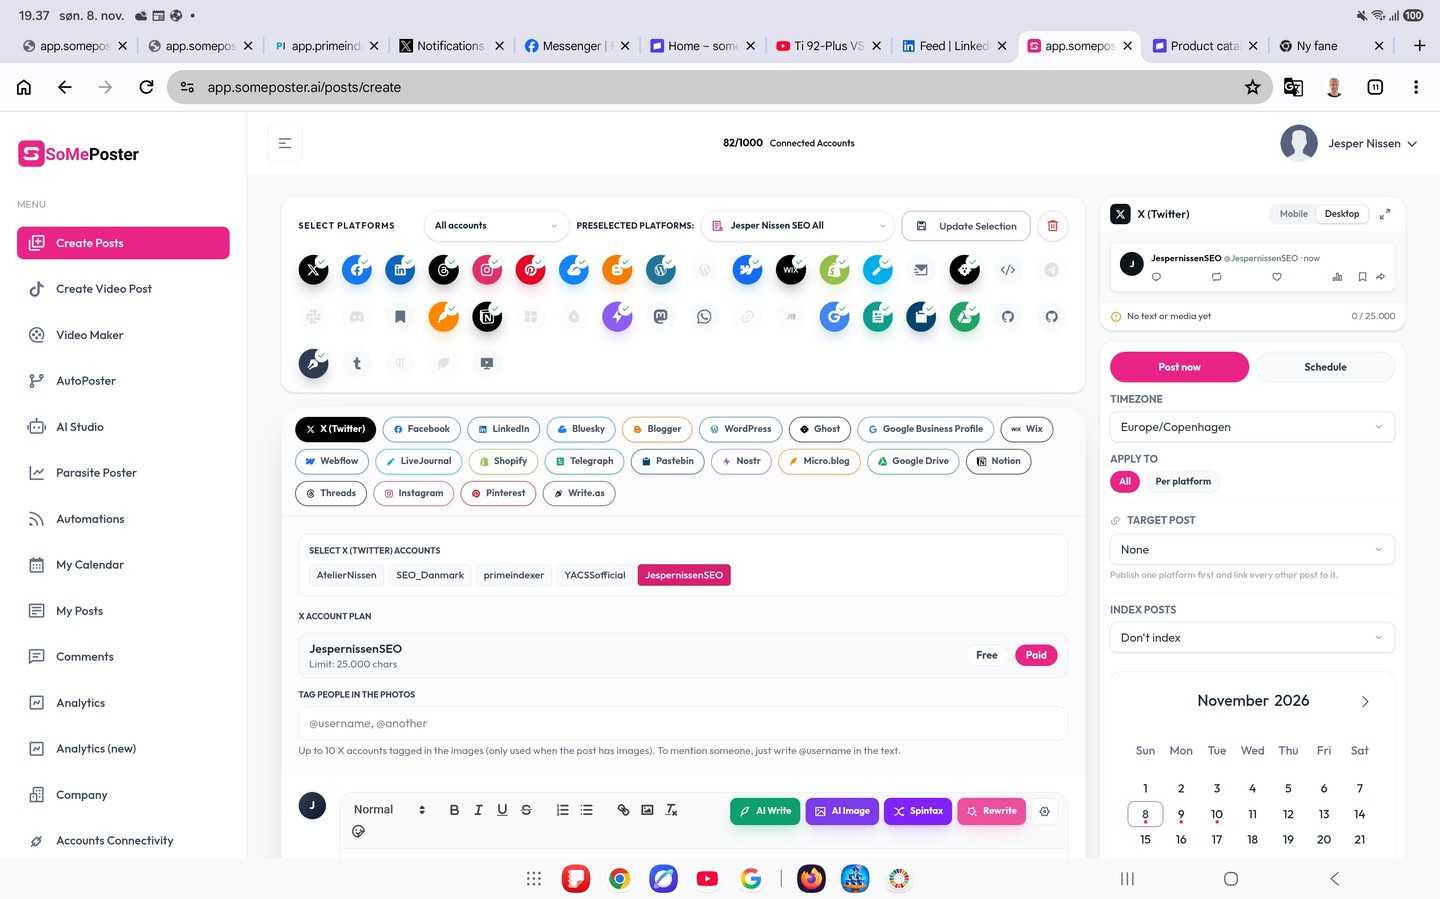 19.37 søn. 8. nov. 100
app.somepos
app.somepos
PI app.primeind
Notifications
Messenger |
Home – some
Ti 92-Plus VS
Feed | Linked
app.somepos
Product cata
Ny fane
app.someposter.ai/posts/create
11
SoMePoster
82/1000 Connected Accounts
Jesper Nissen
MENU
Create Posts
Create Video Post
Video Maker
AutoPoster
AI Studio
Parasite Poster
Automations
My Calendar
My Posts
Comments
Analytics
Analytics (new)
Company
Accounts Connectivity
SELECT PLATFORMS
All accounts
PRESELECTED PLATFORMS:
Jesper Nissen SEO All
Update Selection
WIX
X (Twitter)
Facebook
LinkedIn
Bluesky
Blogger
WordPress
Ghost
Google Business Profile
WIX Wix
Webflow
LiveJournal
Shopify
Telegraph
Pastebin
Nostr
Micro.blog
Google Drive
Notion
Threads
Instagram
Pinterest
Write.as
SELECT X (TWITTER) ACCOUNTS
AtelierNissen
SEO_Danmark
primeindexer
YACSSofficial
JespernissenSEO
X ACCOUNT PLAN
JespernissenSEO
Limit: 25.000 chars
Free
Paid
TAG PEOPLE IN THE PHOTOS
@username, @another
Up to 10 X accounts tagged in the images (only used when the post has images). To mention someone, just write @username in the text.
J
Normal
B I U S
AI Write
AI Image
Spintax
Rewrite
X (Twitter)
Mobile
Desktop
J
JespernissenSEO @JespernissenSEO · now
No text or media yet
0 / 25.000
Post now
Schedule
TIMEZONE
Europe/Copenhagen
APPLY TO
All
Per platform
TARGET POST
None
Publish one platform first and link every other post to it.
INDEX POSTS
Don't index
November 2026
Sun Mon Tue Wed Thu Fri Sat
1 2 3 4 5 6 7
8 9 10 11 12 13 14
15 16 17 18 19 20 21